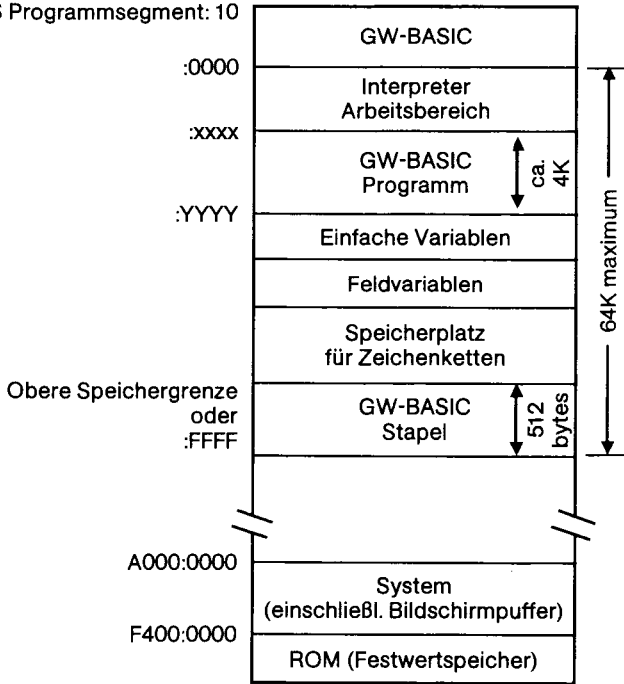 Programmsegment: 10
GW-BASIC
:0000
Interpreter
Arbeitsbereich
:xxxx
GW-BASIC
Programm
ca.
4K
:YYYY
Einfache Variablen
Feldvariablen
64K maximum
Speicherplatz
für Zeichenketten
Obere Speichergrenze
oder
:FFFF
GW-BASIC
Stapel
512
bytes
A000:0000
System
(einschließl. Bildschirmpuffer)
F400:0000
ROM (Festwertspeicher)